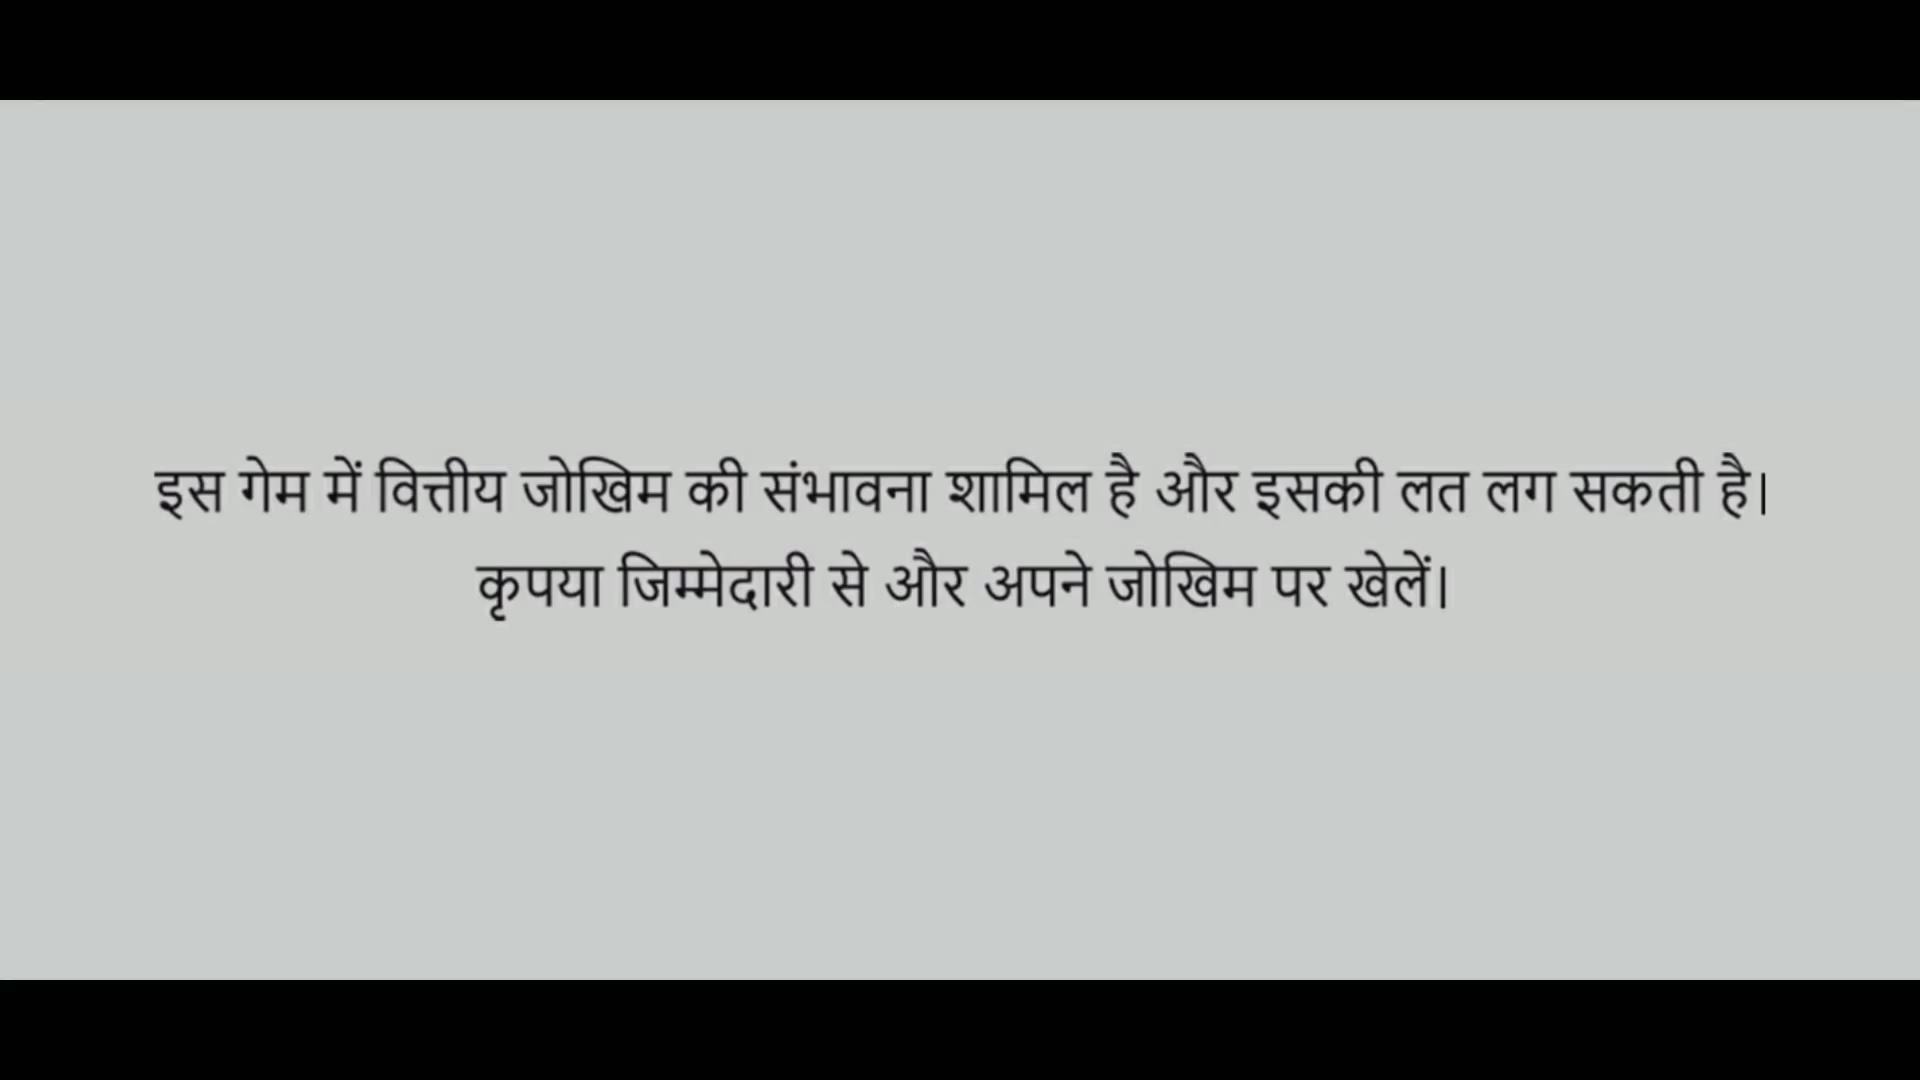 इस गेम में वित्तीय जोखिम की संभावना शामिल है और इसकी लत लग सकती है।
कृपया जिम्मेदारी से और अपने जोखिम पर खेलें।